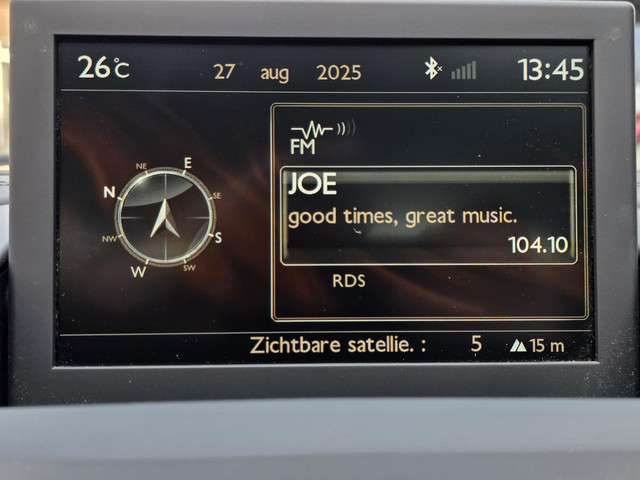 26°C 27 aug 2025 13:45
NE E
N SE
NW S
W SW
FM
JOE
good times, great music.
104.10
RDS
Zichtbare satellie. : 5 15 m